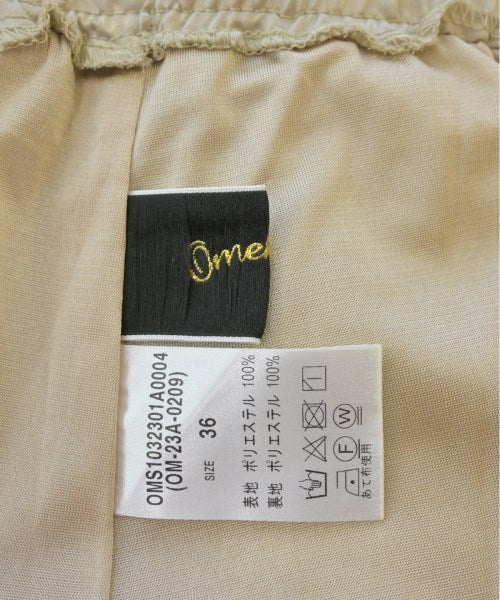 Ome
OMS1032301A0004
(OM-23A-0209)
SIZE 36
表地 ポリエステル 100%
裏地 ポリエステル 100%
W
F
あて布使用